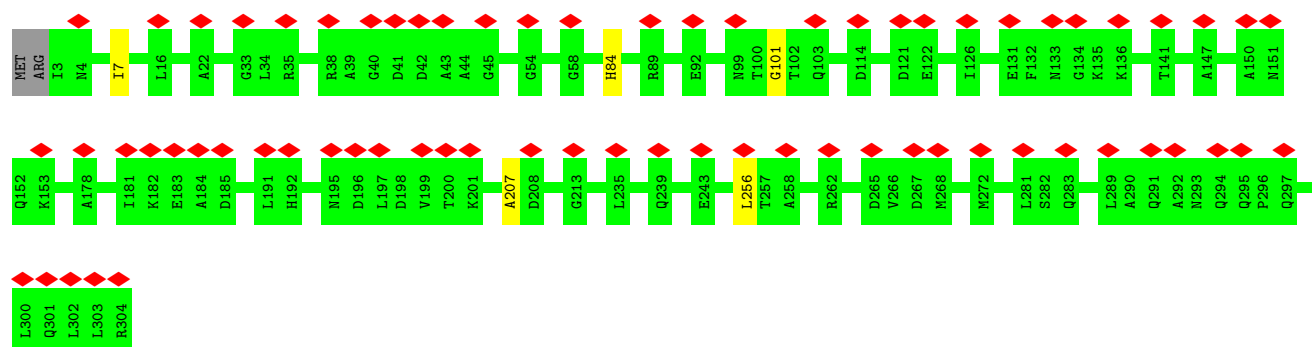 MET ARG I3 N4 I7 L16 A22 G33 L34 R35 R38 A39 G40 D41 D42 A43 A44 G45 G54 G58 H84 R89 E92 N99 T100 G101 T102 Q103 D114 D121 E122 I126 E131 F132 N133 G134 K135 K136 T141 A147 A150 N151
Q152 K153 A178 I181 K182 E183 A184 D185 L191 H192 N195 D196 L197 D198 V199 T200 K201 A207 D208 G213 L235 Q239 E243 L256 T257 A258 R262 D265 V266 D267 M268 M272 L281 S282 Q283 L289 A290 Q291 A292 N293 Q294 Q295 P296 Q297
L300 Q301 L302 L303 R304